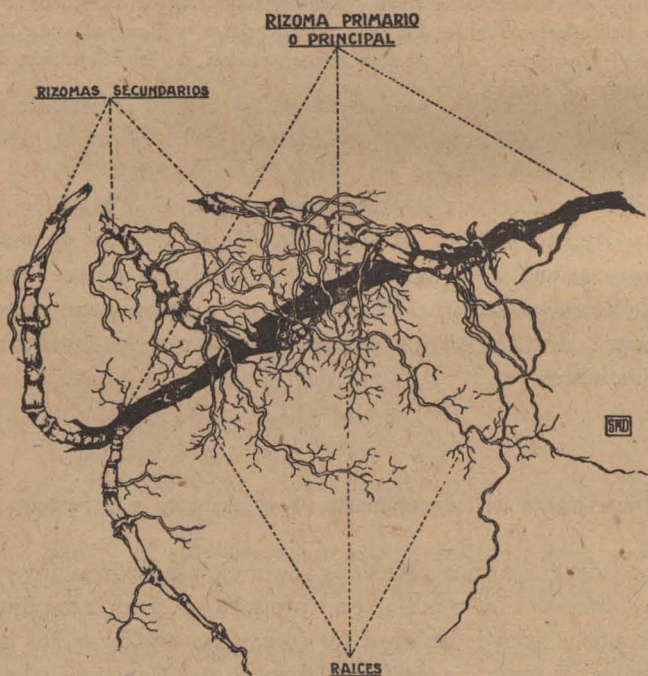 RIZOMA PRIMARIO
O PRINCIPAL
RIZOMAS SECUNDARIOS
SMD
RAICES